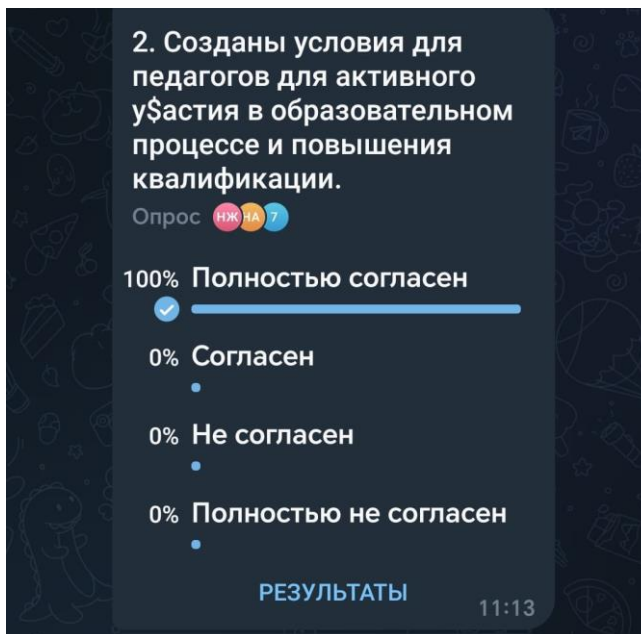 2. Созданы условия для
педагогов для активного
у$астия в образовательном
процессе и повышения
квалификации.
Опрос НЖ НА 7
100% Полностью согласен
0% Согласен
0% Не согласен
0% Полностью не согласен
РЕЗУЛЬТАТЫ
11:13